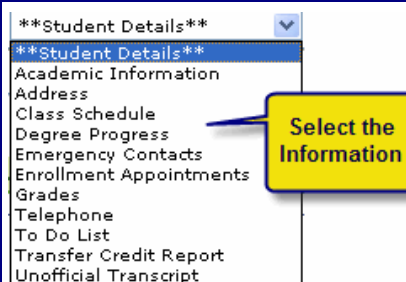 **Student Details**
**Student Details**
Academic Information
Address
Class Schedule
Degree Progress
Emergency Contacts
Enrollment Appointments
Grades
Telephone
To Do List
Transfer Credit Report
Unofficial Transcript
Select the
Information